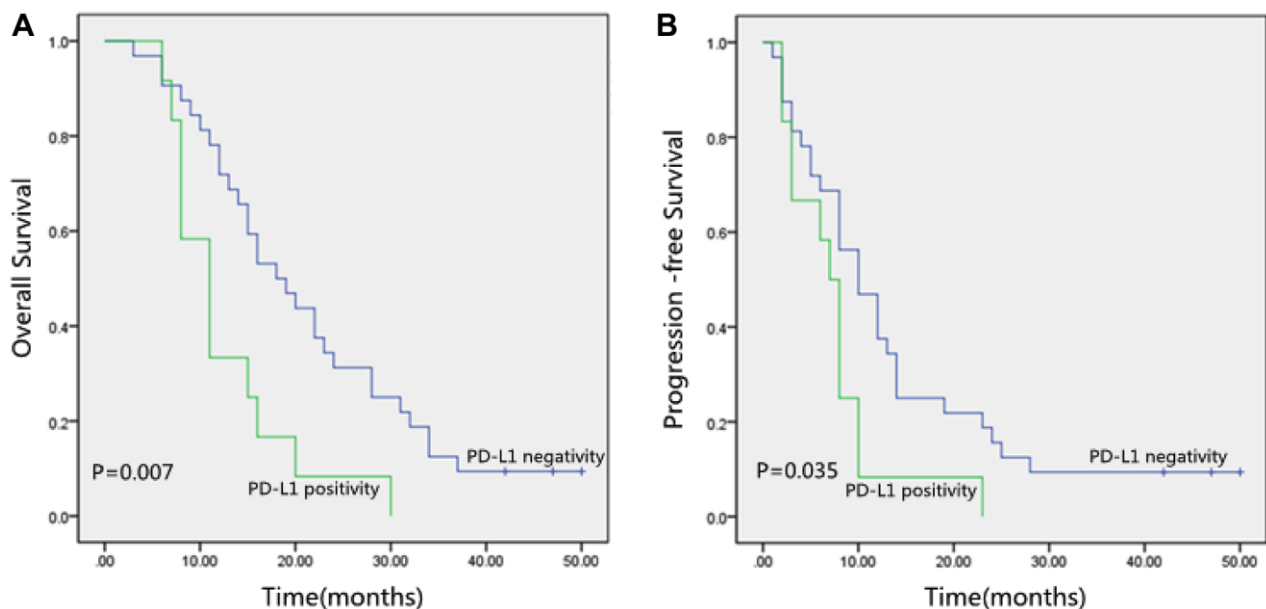 A
Overall Survival
1.0
0.8
0.6
0.4
0.2
0.0
P=0.007
PD-L1 negativity
PD-L1 positivity
.00 10.00 20.00 30.00 40.00 50.00
Time(months)
B
Progression -free Survival
1.0
0.8
0.6
0.4
0.2
0.0
P=0.035
PD-L1 negativity
PD-L1 positivity
.00 10.00 20.00 30.00 40.00 50.00
Time(months)